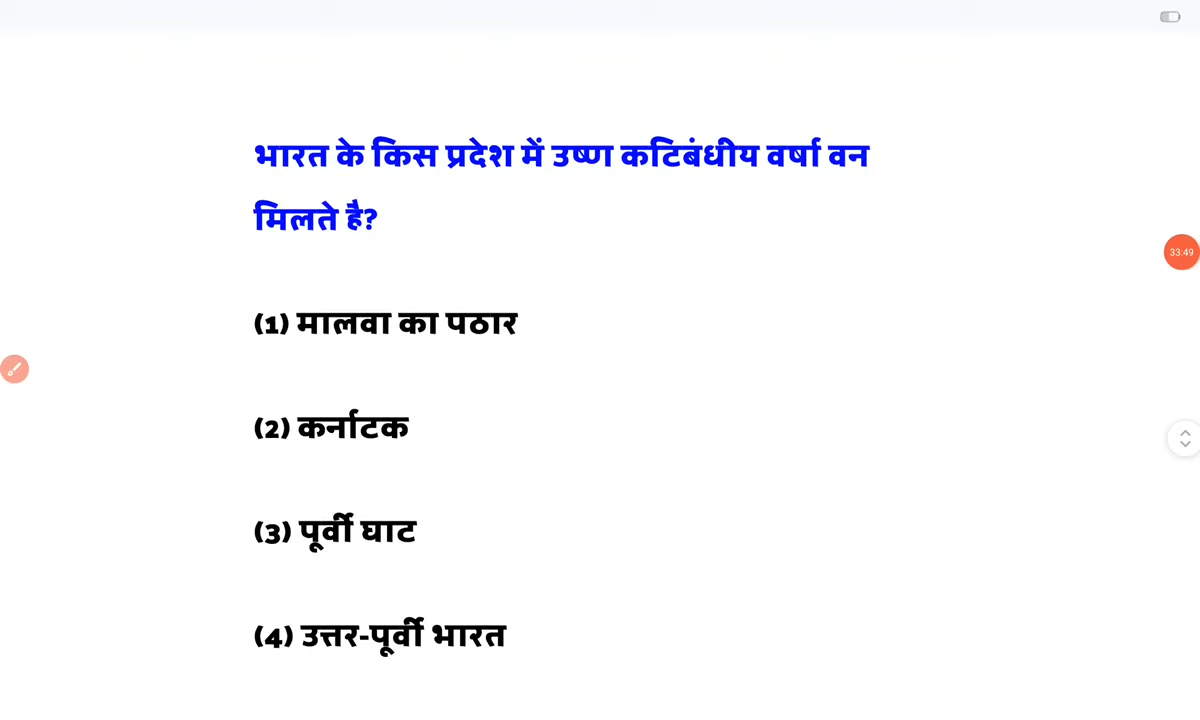 भारत के किस प्रदेश में उष्ण कटिबंधीय वर्षा वन
मिलते है?
33:49
(1) मालवा का पठार
(2) कर्नाटक
(3) पूर्वी घाट
(4) उत्तर-पूर्वी भारत